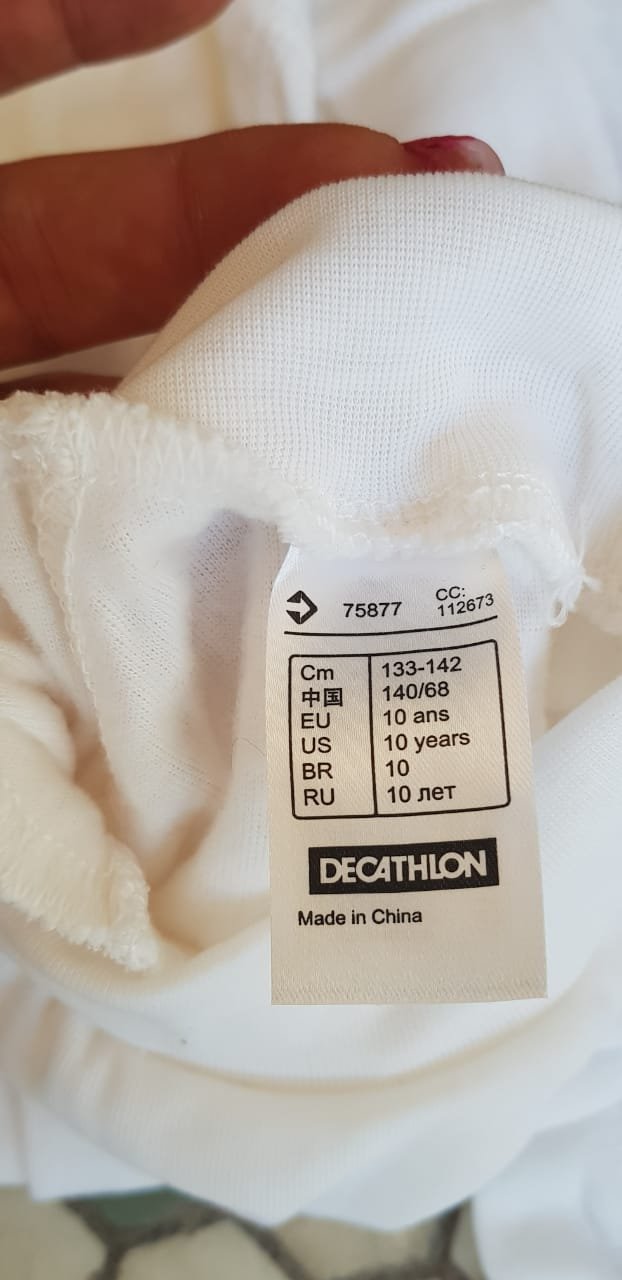 75877 CC: 112673
Cm 133-142
中国 140/68
EU 10 ans
US 10 years
BR 10
RU 10 лет
DECATHLON
Made in China